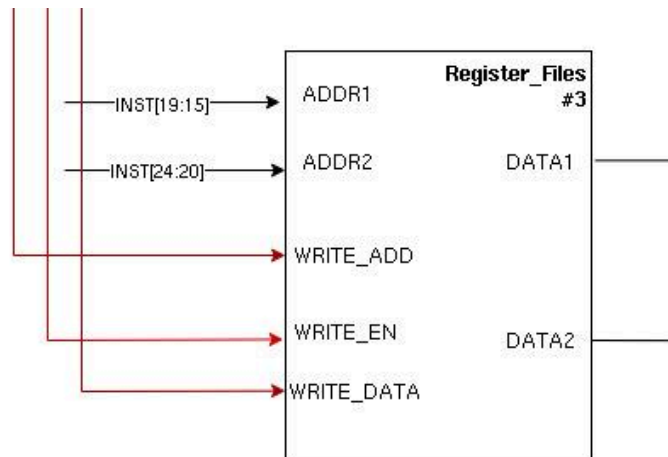 Register_Files
#3
INST[19:15]
ADDR1
INST[24:20]
ADDR2
DATA1
WRITE_ADD
WRITE_EN
DATA2
WRITE_DATA